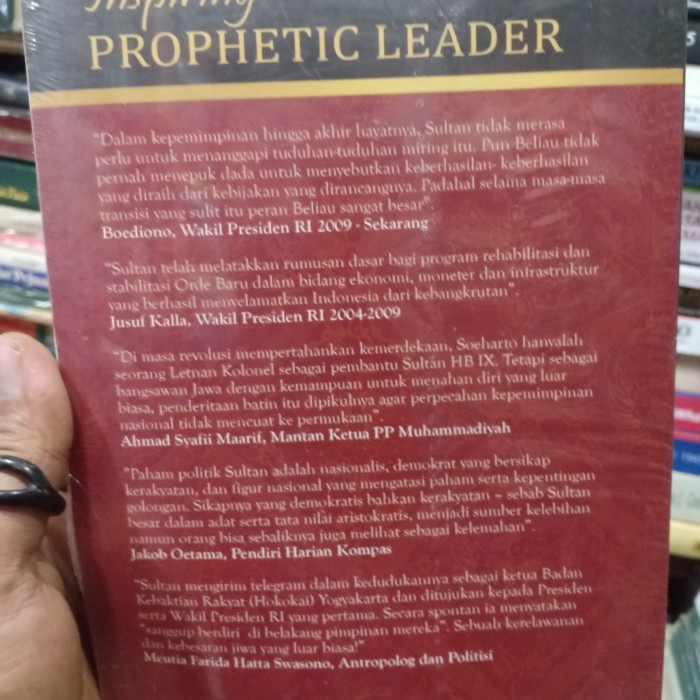 Inspiring
PROPHETIC LEADER
"Dalam kepemimpinan hingga akhir hayatnya, Sultan tidak merasa
perlu untuk menanggapi tuduhan-tuduhan miring itu. Pun Beliau tidak
pernah menepuk dada untuk menyebutkan keberhasilan- keberhasilan
yang diraih dari kebijakan yang dirancangnya. Padahal selama masa-masa
transisi yang sulit itu peran Beliau sangat besar".
Boediono, Wakil Presiden RI 2009 - Sekarang
"Sultan telah melatakkan rumusan dasar bagi program rehabilitasi dan
stabilitasi Orde Baru dalam bidang ekonomi, moneter dan infrastruktur
yang berhasil menyelamatkan Indonesia dari kebangkrutan".
Jusuf Kalla, Wakil Presiden RI 2004-2009
"Di masa revolusi mempertahankan kemerdekaan, Soeharto hanyalah
seorang Letnan Kolonel sebagai pembantu Sultan HB IX. Tetapi sebagai
bangsawan Jawa dengan kemampuan untuk menahan diri yang luar
biasa, penderitaan batin itu dipikulnya agar perpecahan kepemimpinan
nasional tidak mencuat ke permukaan".
Ahmad Syafii Maarif, Mantan Ketua PP Muhammadiyah
"Paham politik Sultan adalah nasionalis, demokrat yang bersikap
kerakyatan, dan figur nasional yang mengatasi paham serta kepentingan
golongan. Sikapnya yang demokratis bahkan kerakyatan – sebab Sultan
besar dalam adat serta tata nilai aristokratis, menjadi sumber kelebihan
namun orang bisa sebaliknya juga melihat sebagai kelemahan".
Jakob Oetama, Pendiri Harian Kompas
"Sultan mengirim telegram dalam kedudukannya sebagai ketua Badan
Kebaktian Rakyat (Hokokai) Yogyakarta dan ditujukan kepada Presiden
serta Wakil Presiden RI yang pertama. Secara spontan ia menyatakan
"sanggup berdiri di belakang pimpinan mereka". Sebuah kerelawanan
dan kebesaran jiwa yang luar biasa!"
Meutia Farida Hatta Swasono, Antropolog dan Politisi